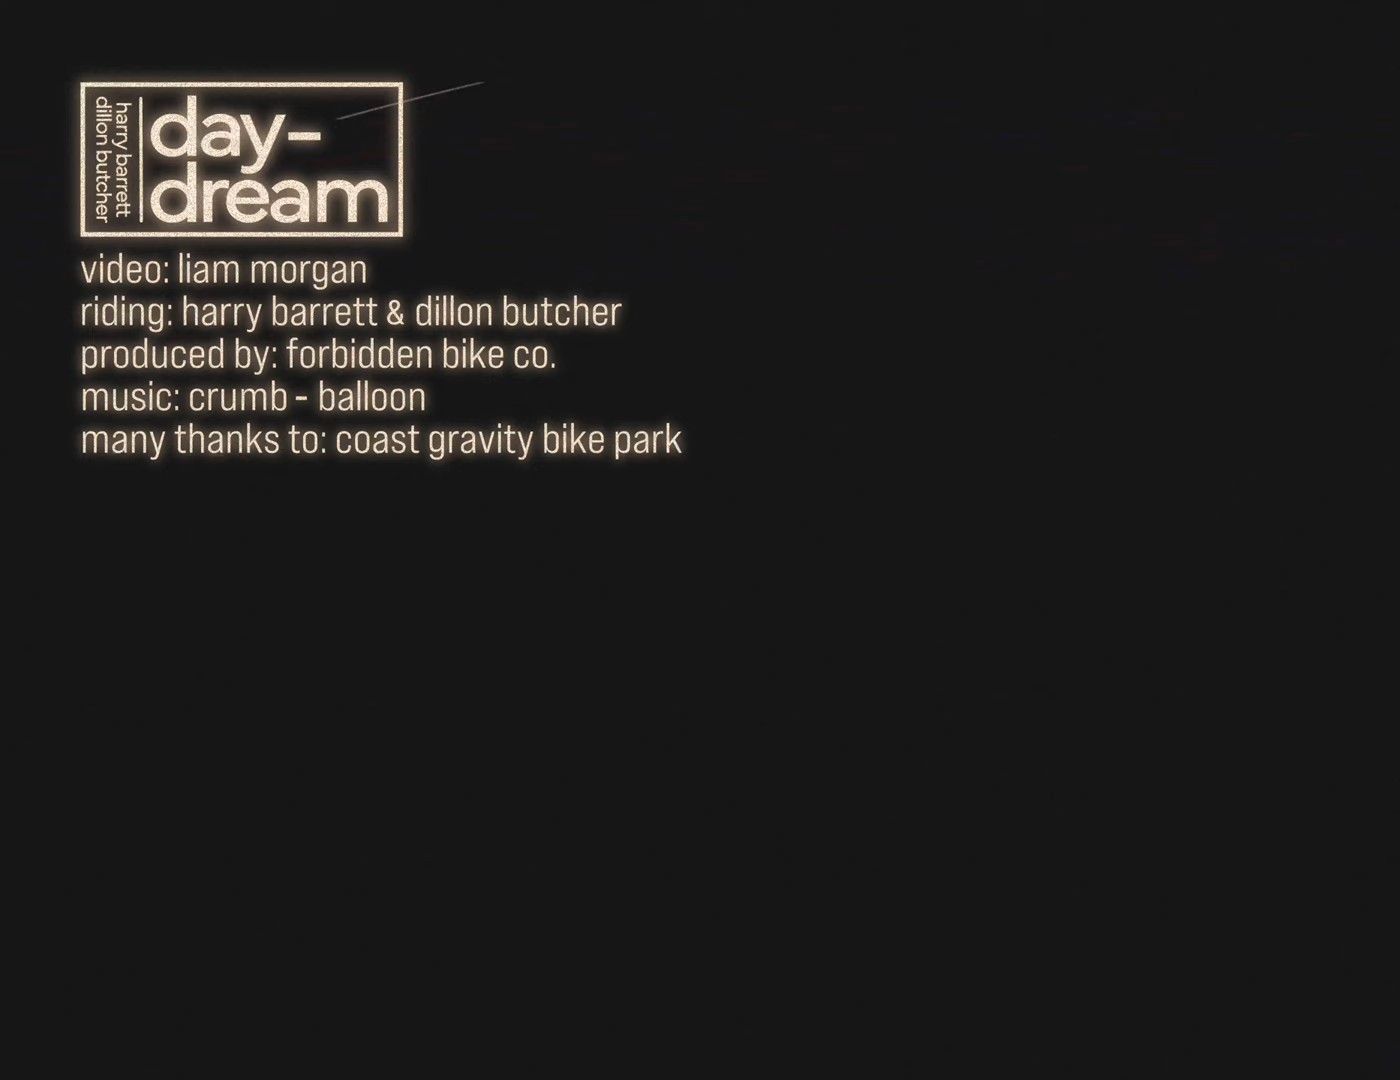 harry barrett
dillon butcher
day-
dream
video: liam morgan
riding: harry barrett & dillon butcher
produced by: forbidden bike co.
music: crumb - balloon
many thanks to: coast gravity bike park